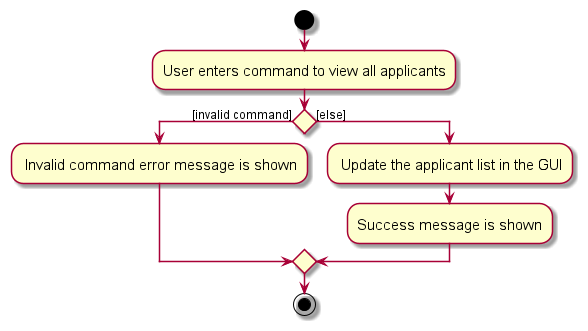 User enters command to view all applicants
[invalid command]
[else]
Invalid command error message is shown
Update the applicant list in the GUI
Success message is shown